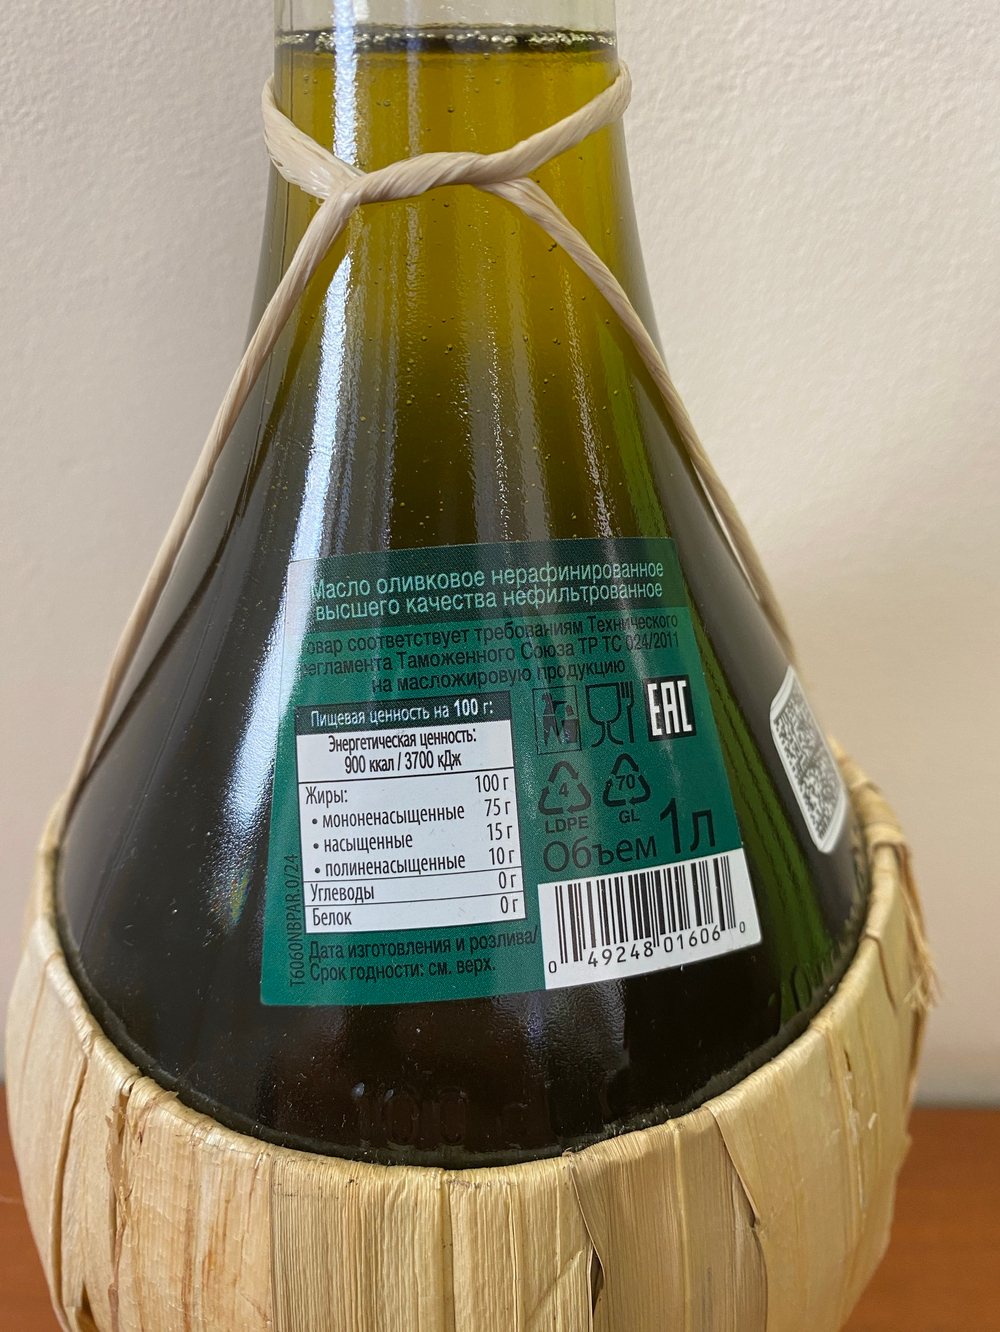 Масло оливковое нерафинированное
высшего качества нефильтрованное
соответствует требованиям Технического
Таможенного Союза ТР ТС 024/2011
на масложировую продукцию
Пищевая ценность на 100 г:
Энергетическая ценность:
900 ккал / 3700 кДж
Жиры: 100 г
• мононенасыщенные 75 г
• насыщенные 15 г
• полиненасыщенные 10 г
Углеводы 0 г
Белок 0 г
Дата изготовления и розлива/
Срок годности: см. верх.
T6060NBPAR.0/24
EAC
4
LDPE
70
GL
Объем 1л
0 49248 01606 0